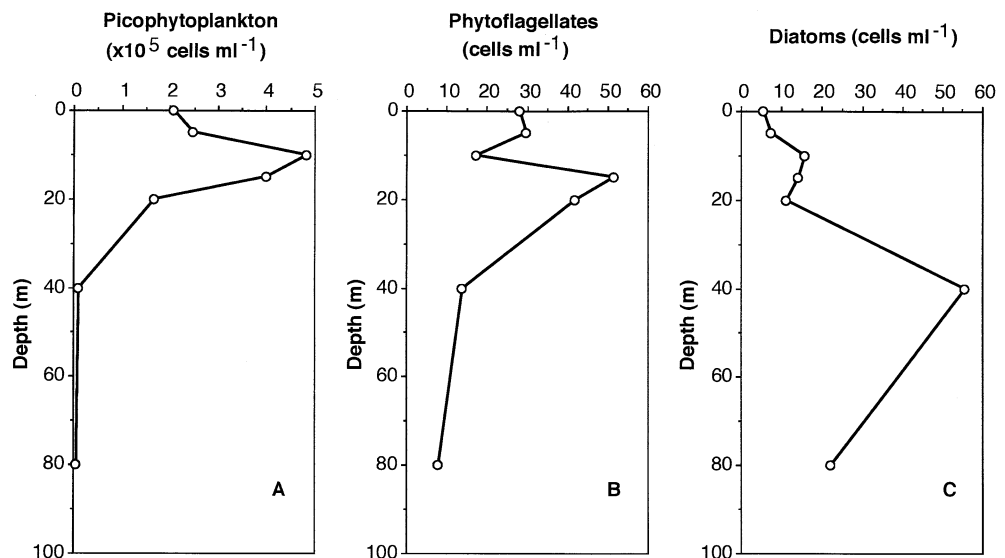 Picophytoplankton
(x10⁵ cells ml⁻¹)
0 1 2 3 4 5
0
20
40
60
80
100
Depth (m)
A
Phytoflagellates
(cells ml⁻¹)
0 10 20 30 40 50 60
0
20
40
60
80
100
Depth (m)
B
Diatoms (cells ml⁻¹)
0 10 20 30 40 50 60
0
20
40
60
80
100
Depth (m)
C